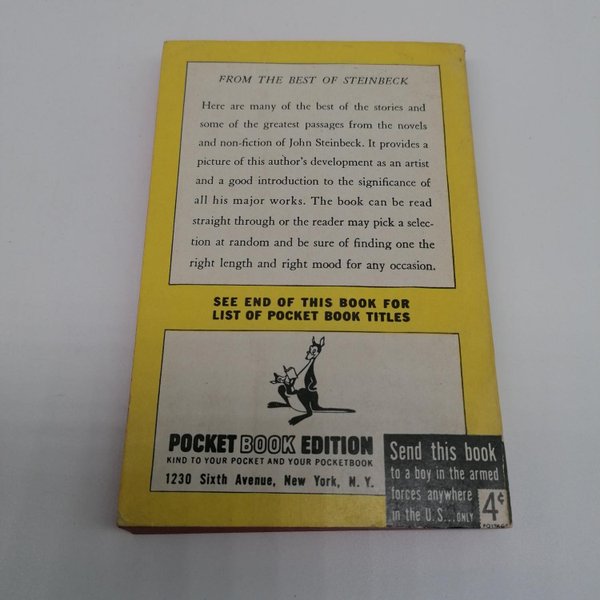 FROM THE BEST OF STEINBECK
Here are many of the best of the stories and
some of the greatest passages from the novels
and non-fiction of John Steinbeck. It provides a
picture of this author's development as an artist
and a good introduction to the significance of
all his major works. The book can be read
straight through or the reader may pick a selec-
tion at random and be sure of finding one the
right length and right mood for any occasion.
SEE END OF THIS BOOK FOR
LIST OF POCKET BOOK TITLES
POCKET BOOK EDITION
KIND TO YOUR POCKET AND YOUR POCKETBOOK
1230 Sixth Avenue, New York, N. Y.
Send this book
to a boy in the armed
forces anywhere
in the U.S...ONLY 4¢
POSTAGE